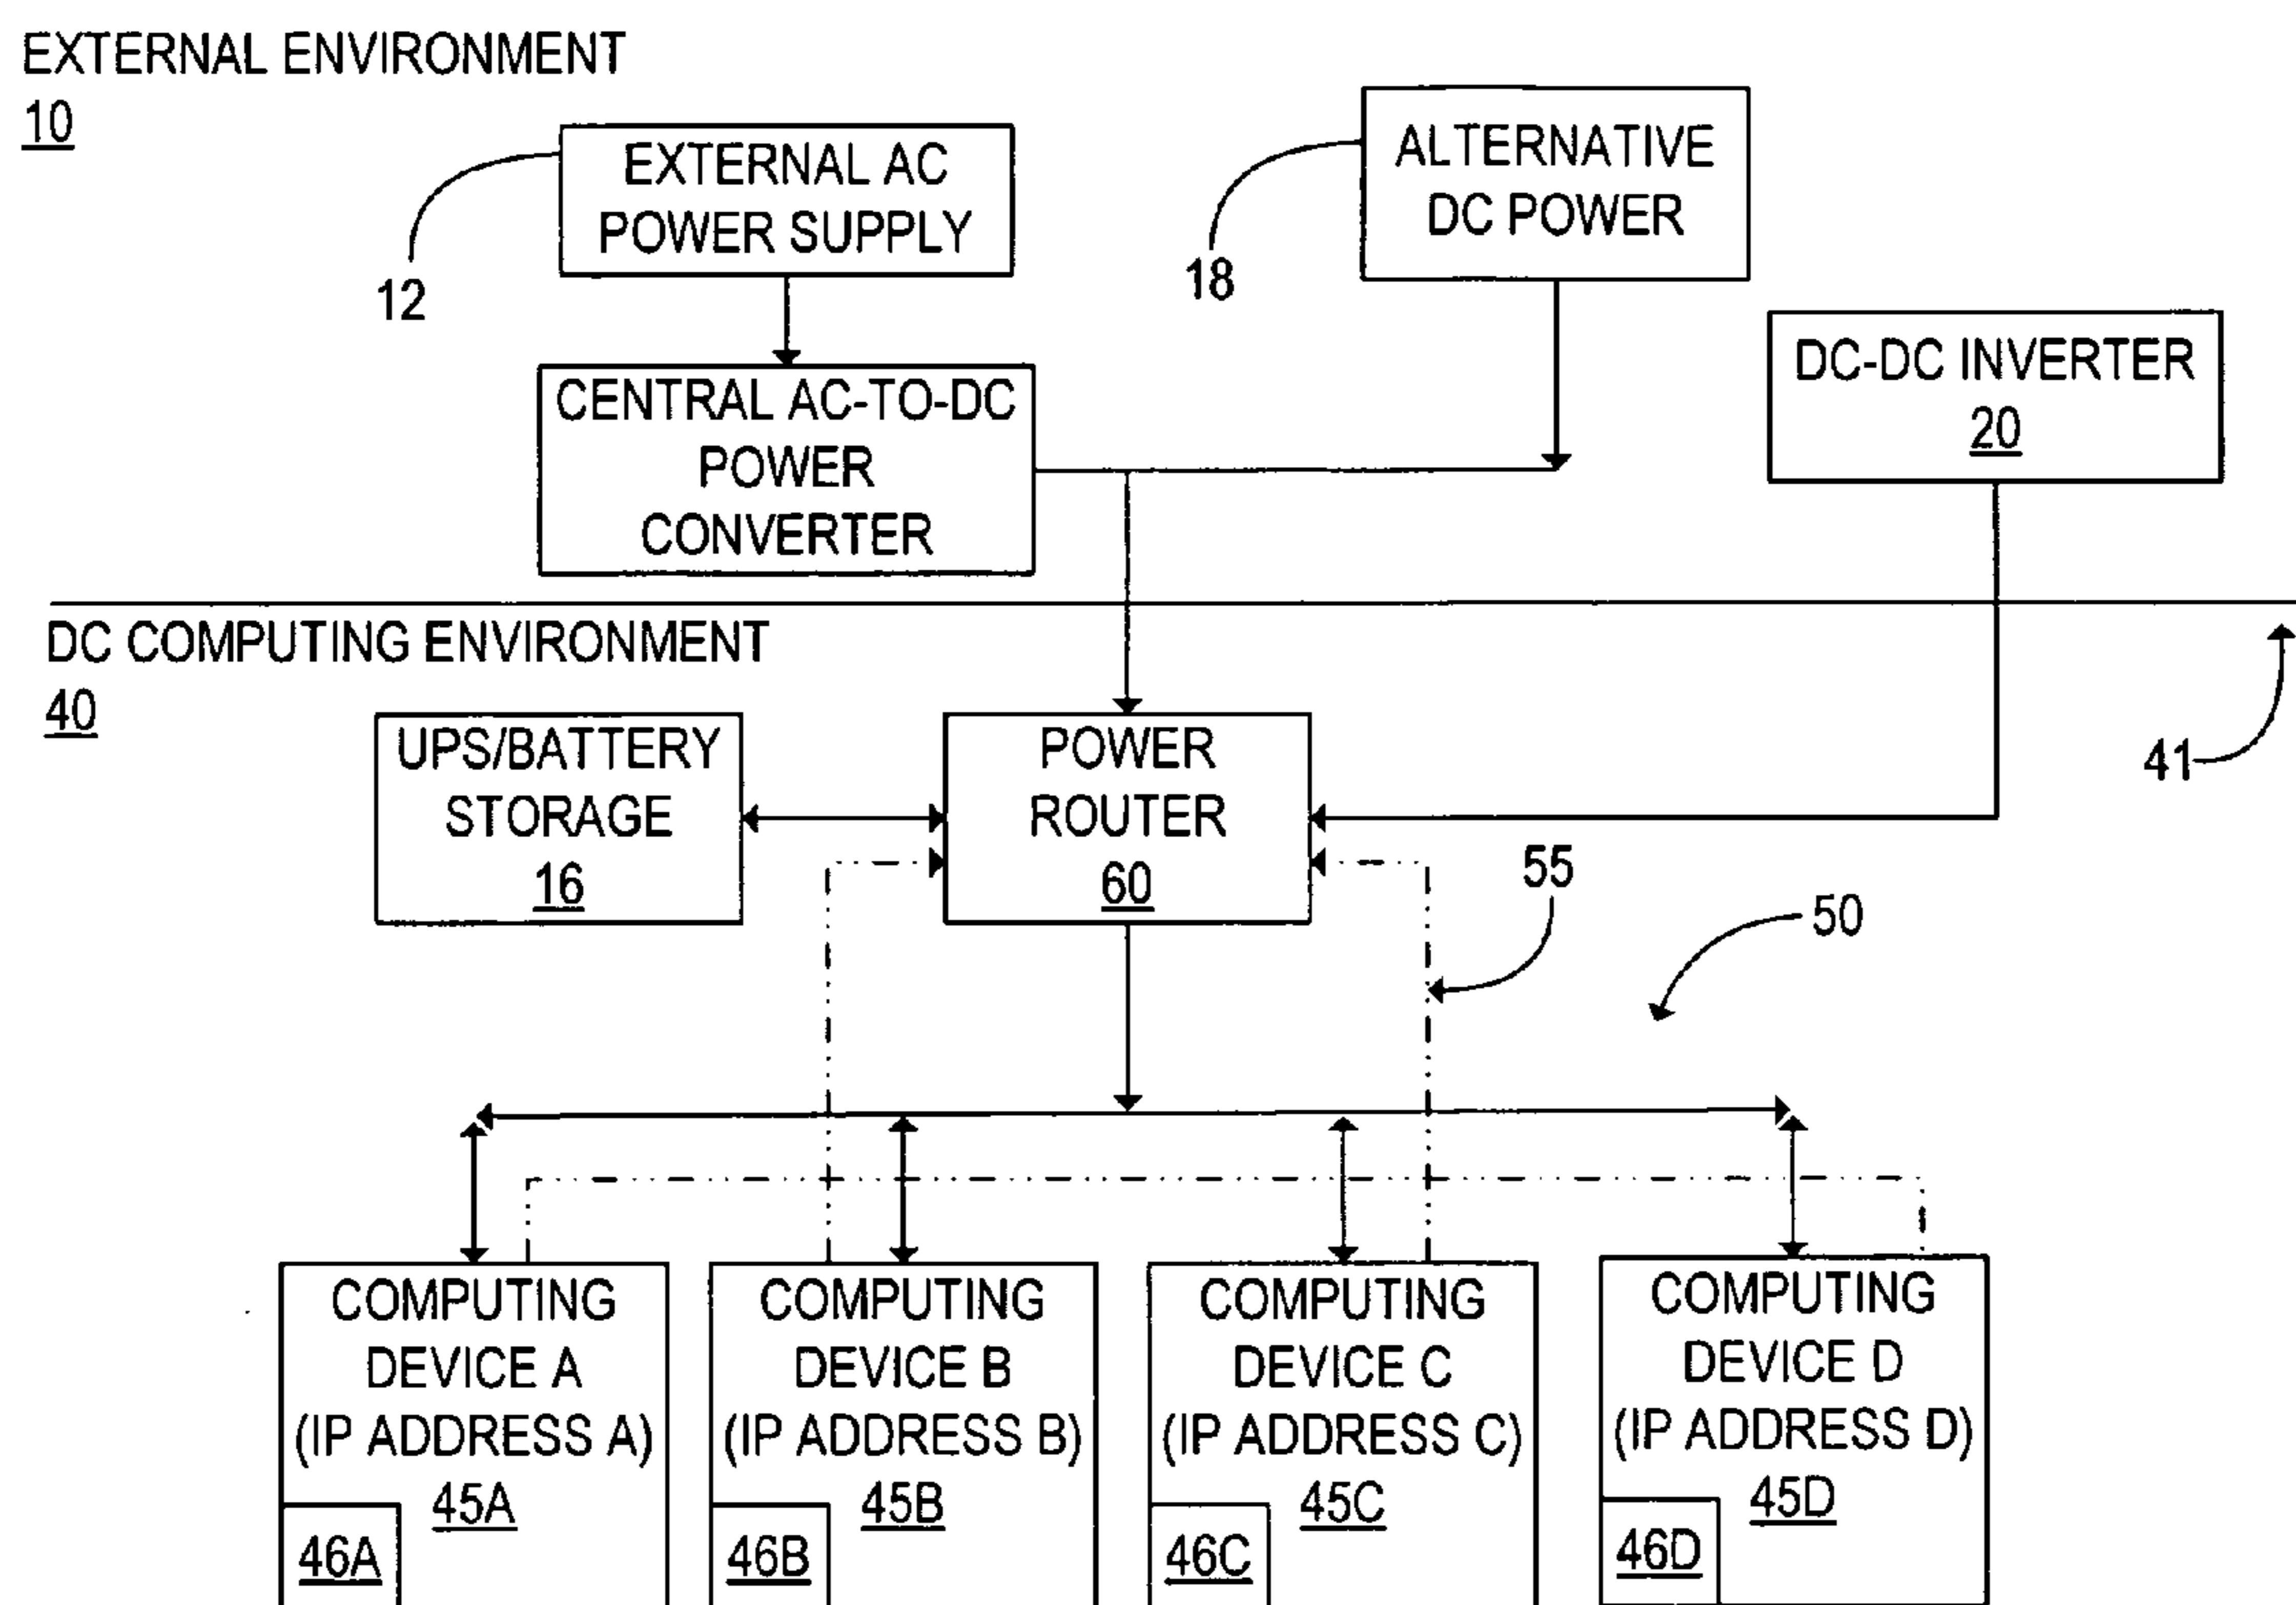 EXTERNAL ENVIRONMENT
10
EXTERNAL AC
POWER SUPPLY
12
ALTERNATIVE
DC POWER
18
CENTRAL AC-TO-DC
POWER
CONVERTER
DC-DC INVERTER
20
DC COMPUTING ENVIRONMENT
40
41
UPS/BATTERY
STORAGE
16
POWER
ROUTER
60
55
50
COMPUTING
DEVICE A
(IP ADDRESS A)
45A
46A
COMPUTING
DEVICE B
(IP ADDRESS B)
45B
46B
COMPUTING
DEVICE C
(IP ADDRESS C)
45C
46C
COMPUTING
DEVICE D
(IP ADDRESS D)
45D
46D